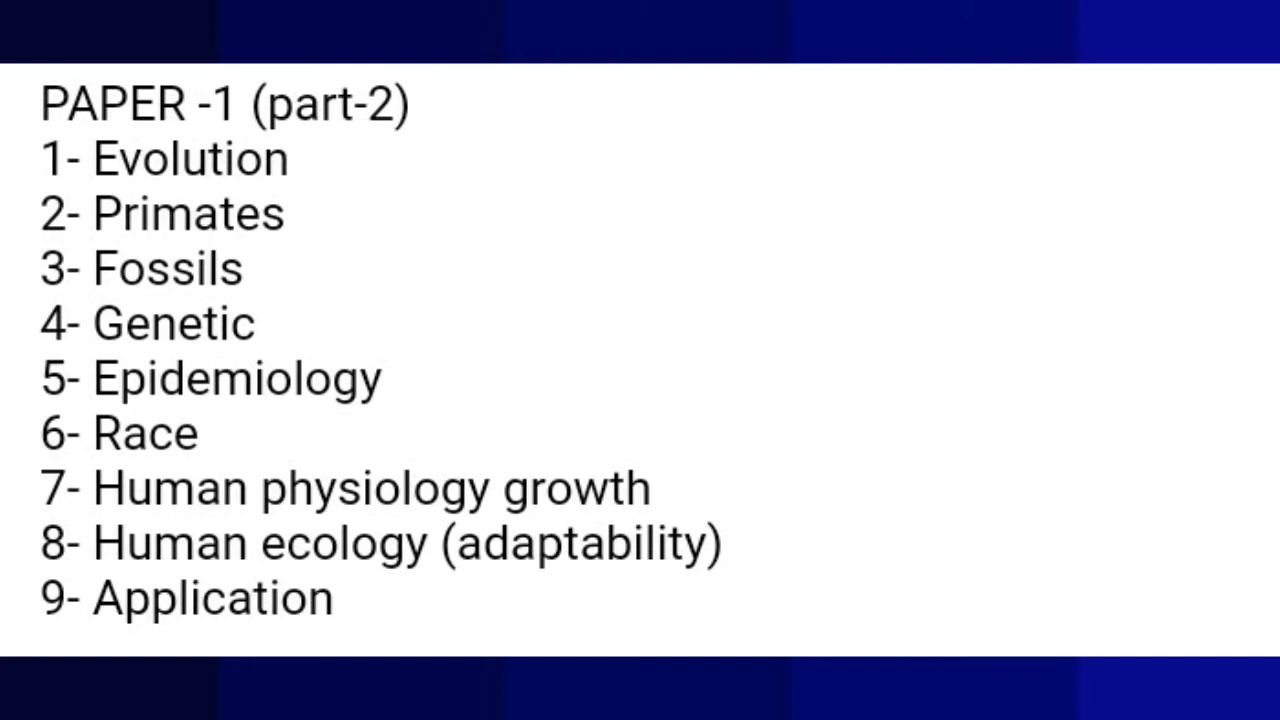 PAPER -1 (part-2)
1- Evolution
2- Primates
3- Fossils
4- Genetic
5- Epidemiology
6- Race
7- Human physiology growth
8- Human ecology (adaptability)
9- Application